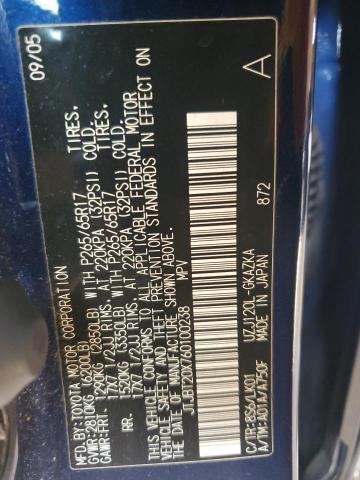 MFD.BY:TOYOTA MOTOR CORPORATION 09/05
GVWR:2810KG (6200LB)
GAWR:FRT. 1290KG (2850LB) WITH P265/65R17 TIRES.
17X7 1/2JJ RIMS. AT 220KPA (32PSI) COLD.
RR. 1520KG (3350LB) WITH P265/65R17 TIRES.
17X7 1/2JJ RIMS. AT 220KPA (32PSI) COLD.
THIS VEHICLE CONFORMS TO ALL APPLICABLE FEDERAL MOTOR
VEHICLE SAFETY AND THEFT PREVENTION STANDARDS IN EFFECT ON
THE DATE OF MANUFACTURE SHOWN ABOVE.
JTJBT20X760100238 MPV
A
872
C/TR:8S6/LA01 UZJ120L-GKAZKA
A/TM:A01A/A750F MADE IN JAPAN